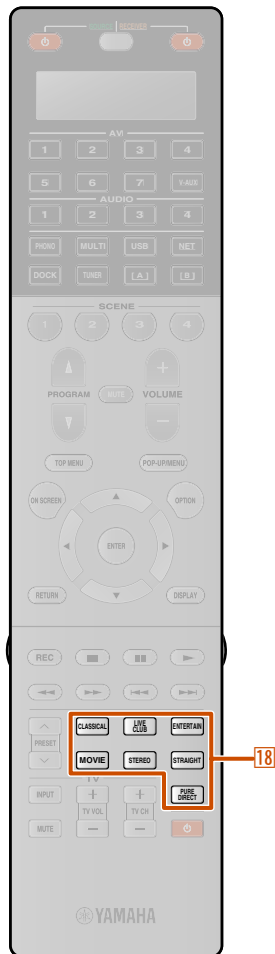 AV
1 2 3 4
5 6 7 V-AUX
AUDIO
1 2 3 4
PHONO MULTI USB NET
DOCK TUNER [A] [B]
SCENE
1 2 3 4
PROGRAM MUTE VOLUME
TOP MENU POP-UP/MENU
ON SCREEN OPTION
ENTER
RETURN DISPLAY
REC
CLASSICAL LIVE CLUB ENTERTAIN
PRESET
MOVIE STEREO STRAIGHT
18
TV
INPUT TV VOL TV CH PURE DIRECT
MUTE
YAMAHA